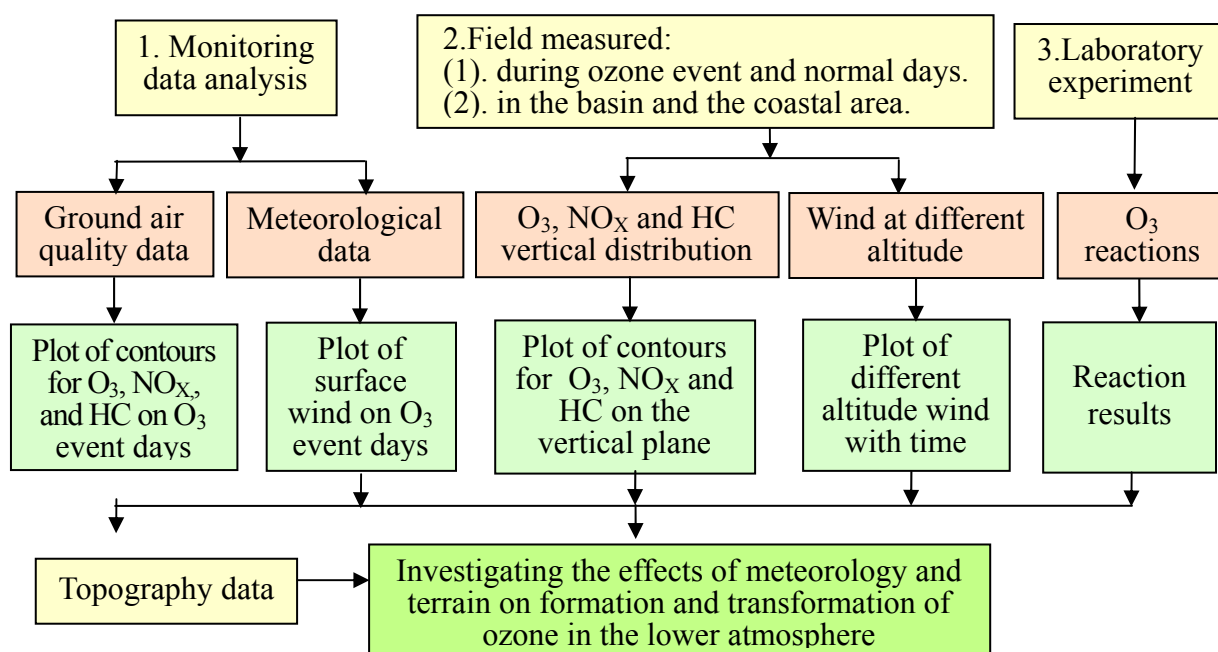 1. Monitoring
data analysis
2.Field measured:
(1). during ozone event and normal days.
(2). in the basin and the coastal area.
3.Laboratory
experiment
Ground air
quality data
Meteorological
data
O₃, NOₓ and HC
vertical distribution
Wind at different
altitude
O₃
reactions
Plot of contours
for O₃, NOₓ,
and HC on O₃
event days
Plot of
surface
wind on O₃
event days
Plot of contours
for O₃, NOₓ and
HC on the
vertical plane
Plot of
different
altitude wind
with time
Reaction
results
Topography data
Investigating the effects of meteorology and
terrain on formation and transformation of
ozone in the lower atmosphere